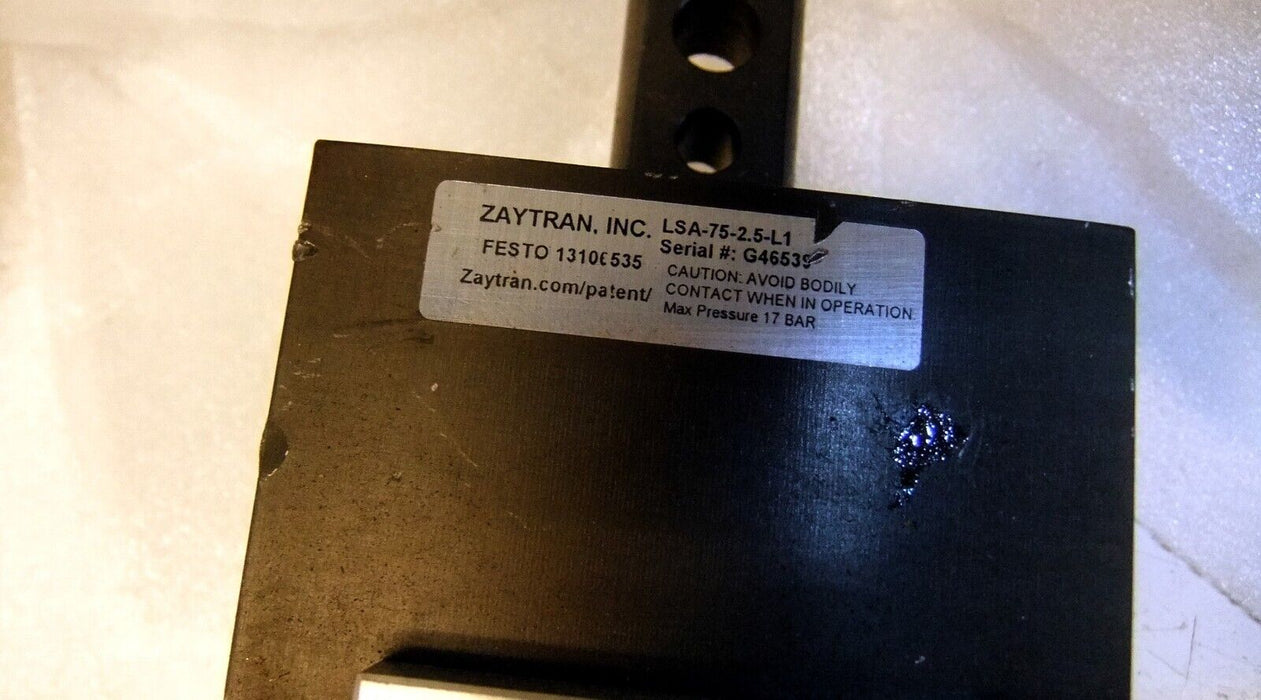 ZAYTRAN, INC.
FESTO 13106535
Zaytran.com/patent/
LSA-75-2.5-L1
Serial #: G46539
CAUTION: AVOID BODILY
CONTACT WHEN IN OPERATION
Max Pressure 17 BAR